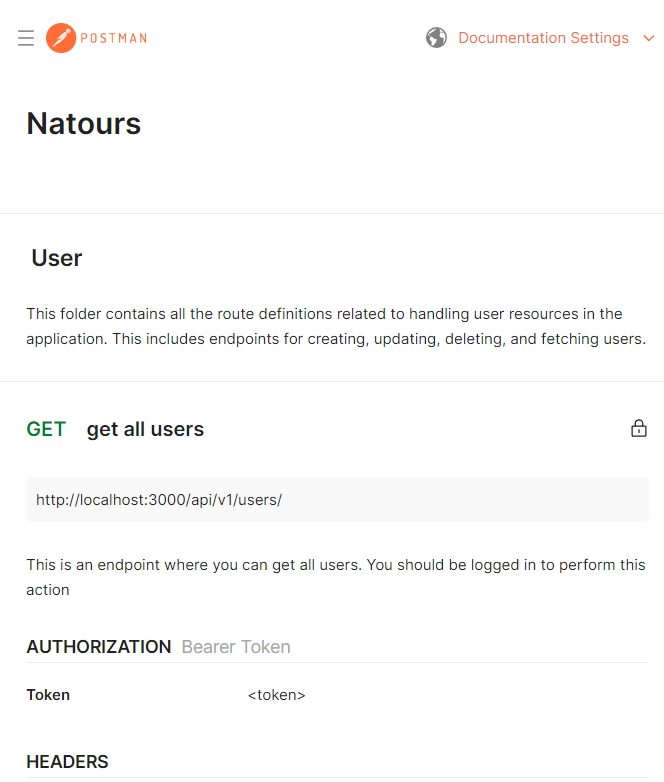 POSTMAN
Documentation Settings
Natours
User
This folder contains all the route definitions related to handling user resources in the
application. This includes endpoints for creating, updating, deleting, and fetching users.
GET get all users
http://localhost:3000/api/v1/users/
This is an endpoint where you can get all users. You should be logged in to perform this
action
AUTHORIZATION Bearer Token
Token <token>
HEADERS